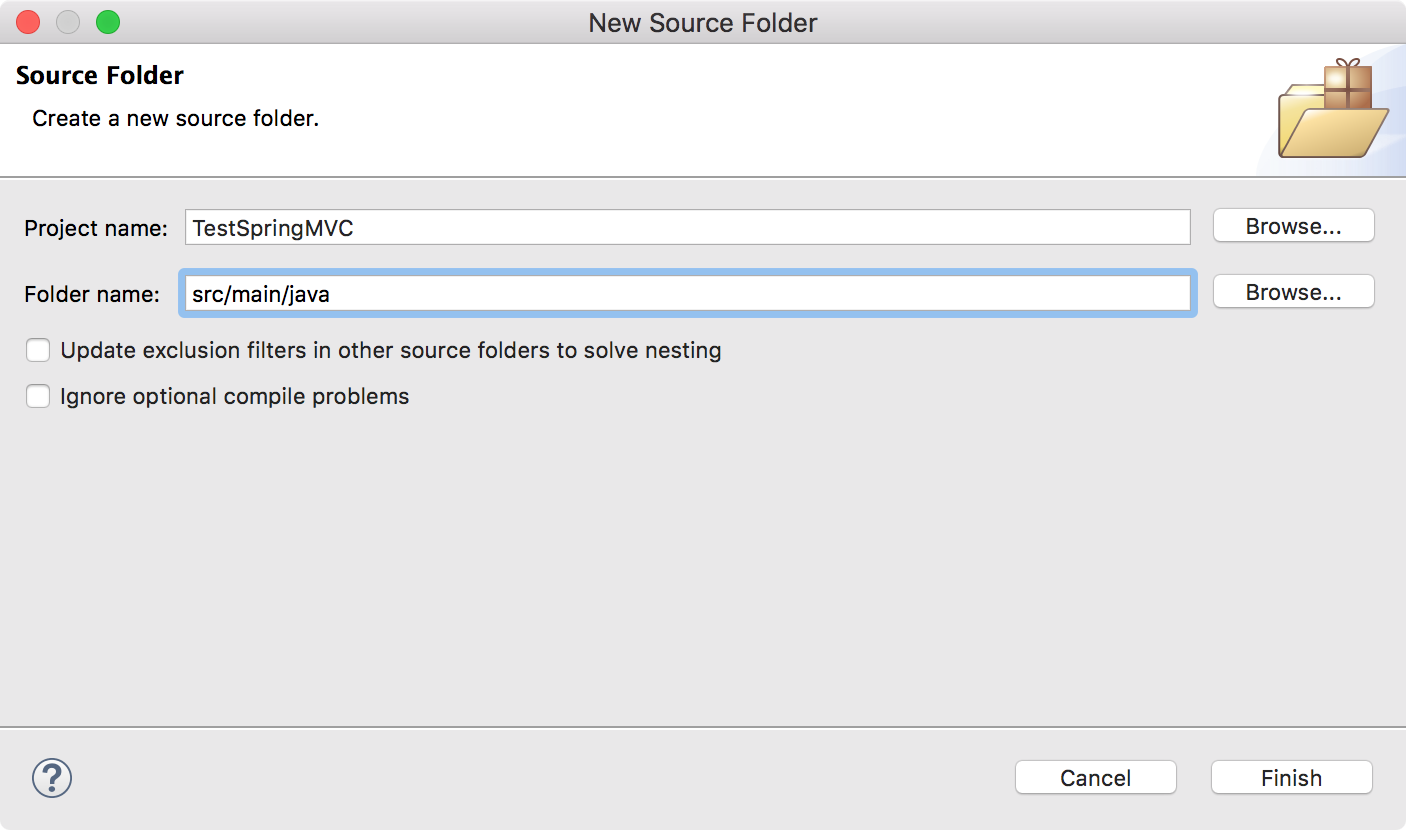 New Source Folder
Source Folder
Create a new source folder.
Project name: TestSpringMVC Browse...
Folder name: src/main/java Browse...
Update exclusion filters in other source folders to solve nesting
Ignore optional compile problems
? Cancel Finish